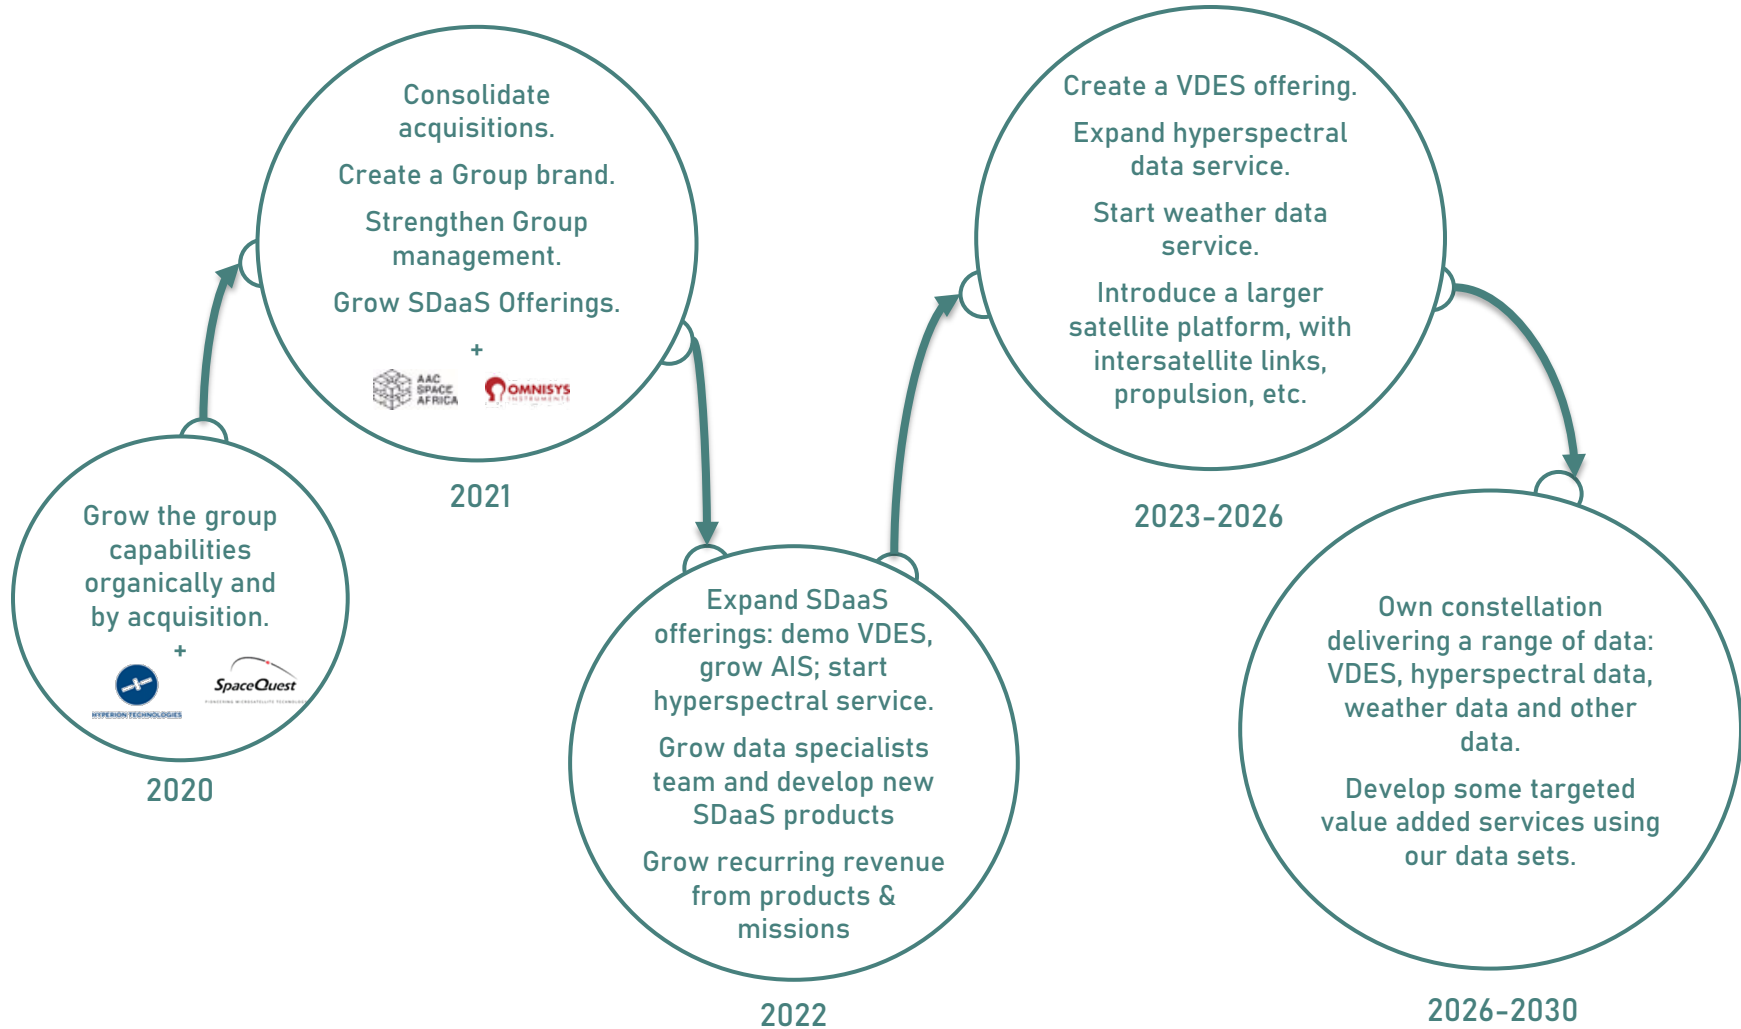 Grow the group
capabilities
organically and
by acquisition.
+
HYPERION TECHNOLOGIES
SpaceQuest
PIONEERING MICROSATELLITE TECHNOLOGY
2020
Consolidate
acquisitions.
Create a Group brand.
Strengthen Group
management.
Grow SDaaS Offerings.
+
AAC
SPACE
AFRICA
OMNISYS
INSTRUMENTS
2021
Expand SDaaS
offerings: demo VDES,
grow AIS; start
hyperspectral service.
Grow data specialists
team and develop new
SDaaS products
Grow recurring revenue
from products &
missions
2022
Create a VDES offering.
Expand hyperspectral
data service.
Start weather data
service.
Introduce a larger
satellite platform, with
intersatellite links,
propulsion, etc.
2023-2026
Own constellation
delivering a range of data:
VDES, hyperspectral data,
weather data and other
data.
Develop some targeted
value added services using
our data sets.
2026-2030